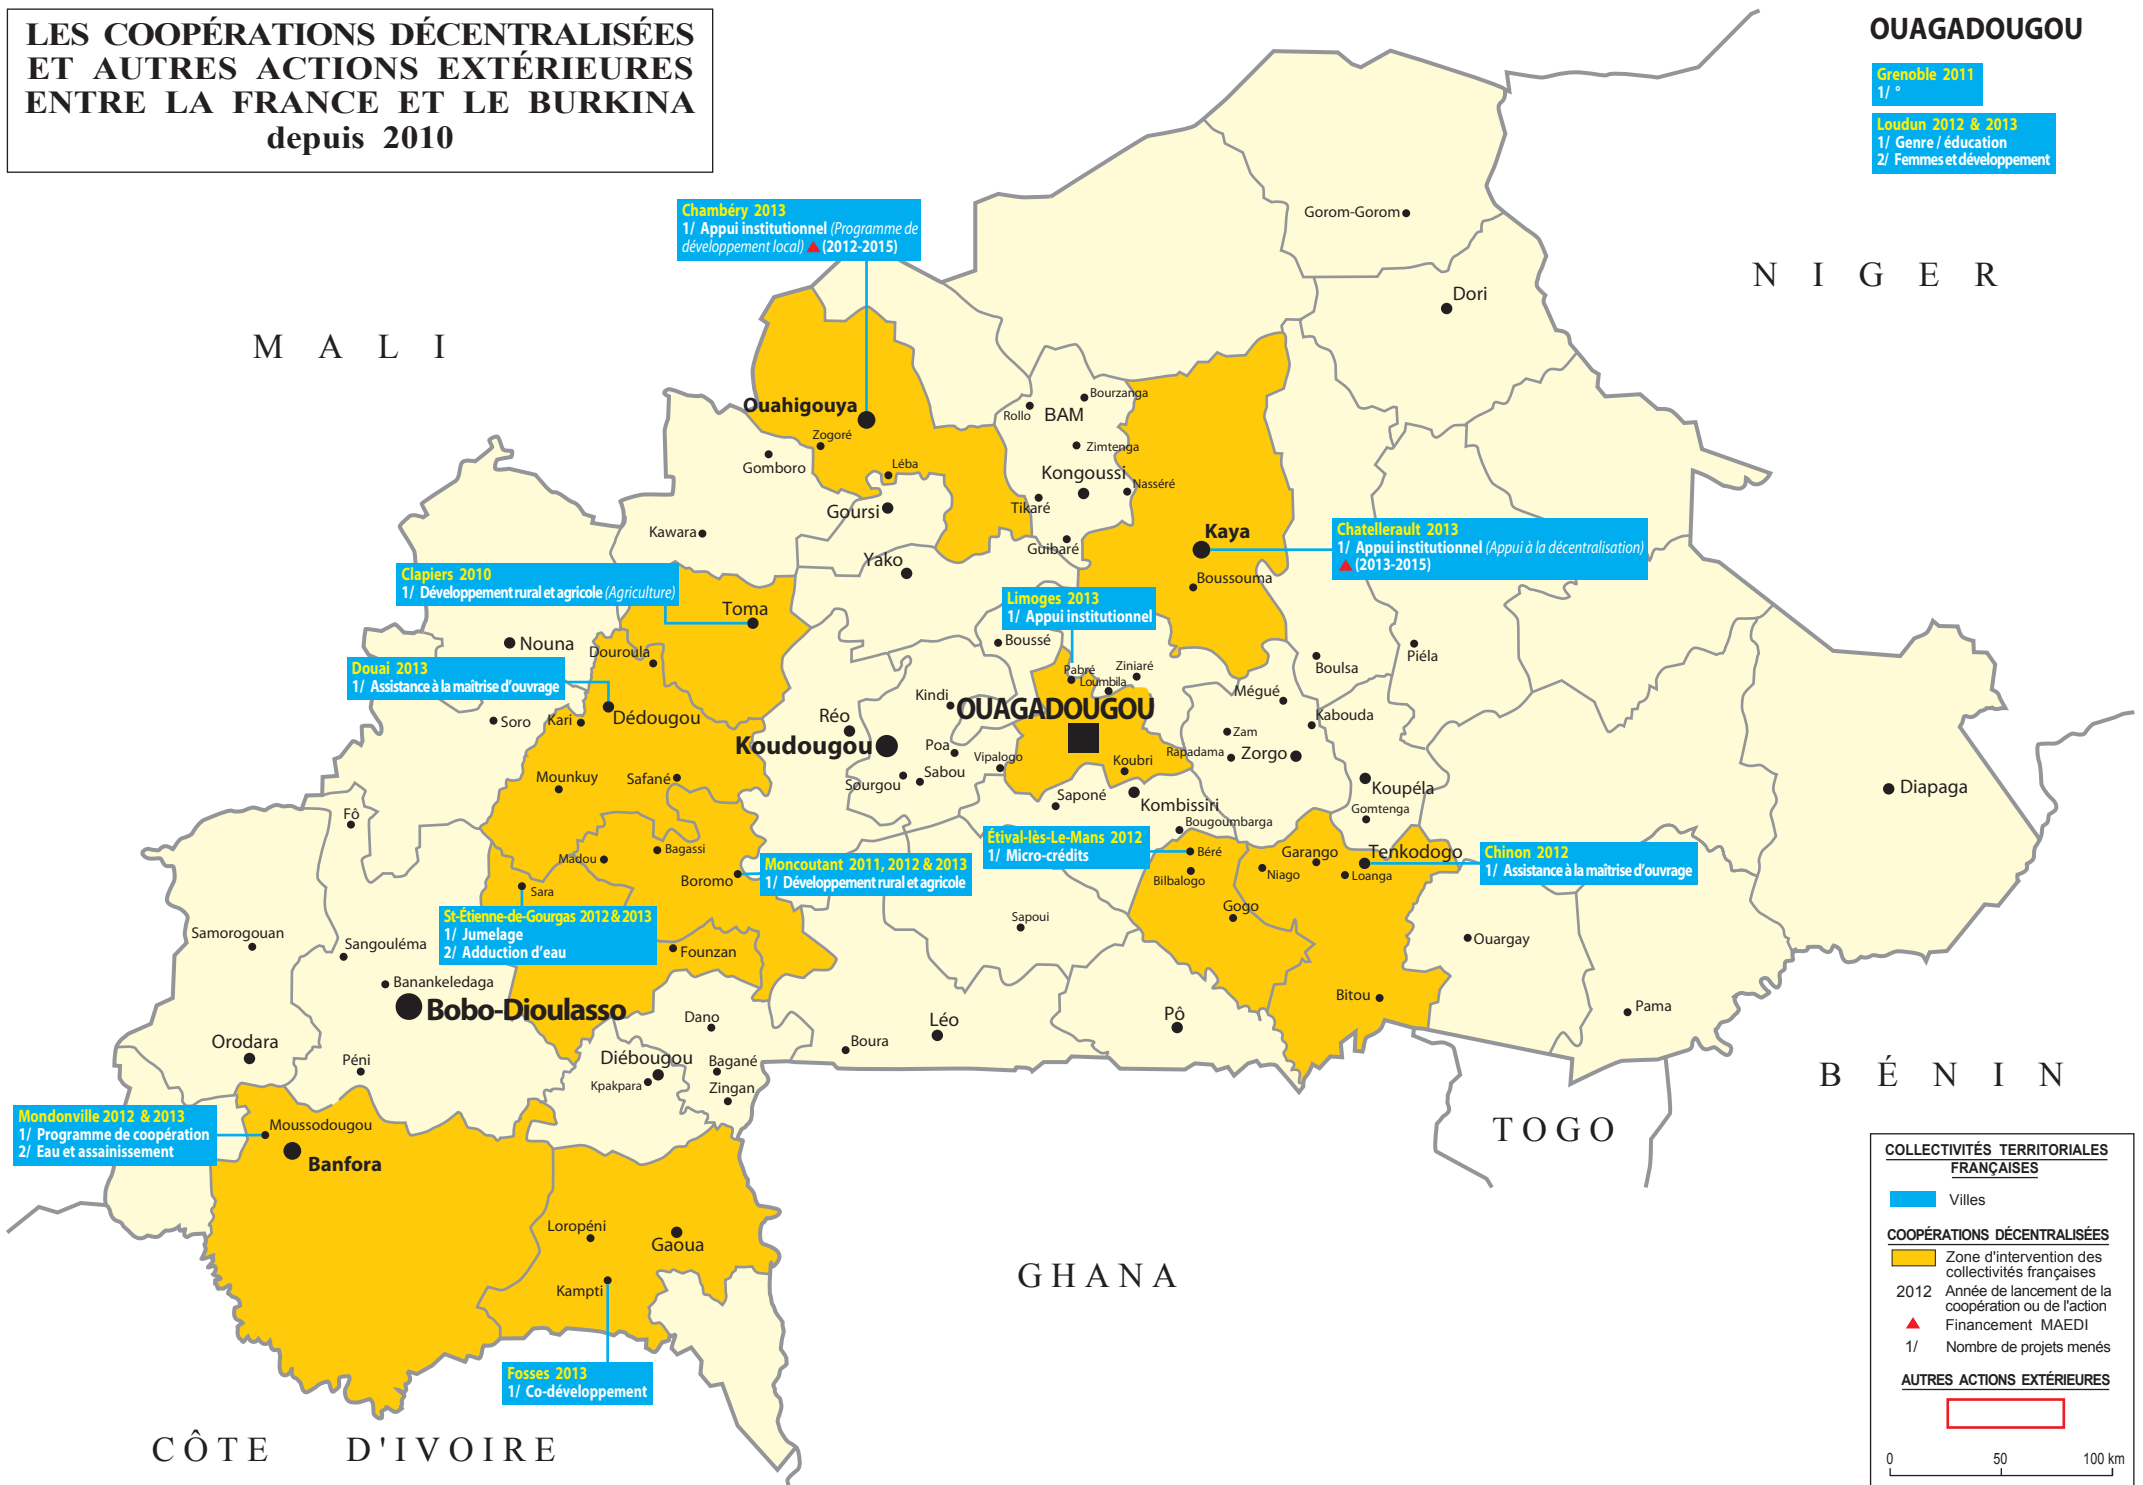 LES COOPÉRATIONS DÉCENTRALISÉES
ET AUTRES ACTIONS EXTÉRIEURES
ENTRE LA FRANCE ET LE BURKINA
depuis 2010
OUAGADOUGOU
Grenoble 2011
1/ °
Loudun 2012 & 2013
1/ Genre / éducation
2/ Femmes et développement
Chambéry 2013
1/ Appui institutionnel (Programme de
développement local) ▲ (2012-2015)
MALI
NIGER
Gorom-Gorom
Dori
Ouahigouya
Zogoré
Gomboro
Léba
Goursi
Kawara
Yako
Rollo
BAM
Bourzanga
Zimtenga
Kongoussi
Nasséré
Tikaré
Guibaré
Kaya
Boussouma
Chatellerault 2013
1/ Appui institutionnel (Appui à la décentralisation)
▲ (2013-2015)
Clapiers 2010
1/ Développement rural et agricole (Agriculture)
Toma
Limoges 2013
1/ Appui institutionnel
Nouna
Douroula
Boussé
Pabré
Ziniaré
Loumbila
Boulsa
Piéla
Douai 2013
1/ Assistance à la maîtrise d'ouvrage
Soro
Kari
Dédougou
Réo
Kindi
OUAGADOUGOU
Mégué
Kabouda
Koudougou
Poa
Vipalogo
Koubri
Rapadama
Zam
Zorgo
Mounkuy
Safané
Sourgou
Sabou
Saponé
Kombissiri
Koupéla
Gomtenga
Diapaga
Fô
Bougoumbarga
Madou
Bagassi
Boromo
Moncoutant 2011, 2012 & 2013
1/ Développement rural et agricole
Étival-lès-Le-Mans 2012
1/ Micro-crédits
Béré
Bilbalogo
Garango
Niago
Tenkodogo
Loanga
Chinon 2012
1/ Assistance à la maîtrise d'ouvrage
Sara
St-Étienne-de-Gourgas 2012 & 2013
1/ Jumelage
2/ Adduction d'eau
Gogo
Sapoui
Ouargay
Samorogouan
Sangouléma
Founzan
Banankeledaga
Bobo-Dioulasso
Bitou
Pama
Dano
Léo
Boura
Pô
Orodara
Péni
Diébougou
Bagané
Kpakpara
Zingan
BÉNIN
TOGO
Mondonville 2012 & 2013
1/ Programme de coopération
2/ Eau et assainissement
Moussodougou
Banfora
Loropéni
Gaoua
Kampti
GHANA
Fosses 2013
1/ Co-développement
CÔTE D'IVOIRE
COLLECTIVITÉS TERRITORIALES
FRANÇAISES
Villes
COOPÉRATIONS DÉCENTRALISÉES
Zone d'intervention des
collectivités françaises
2012 Année de lancement de la
coopération ou de l'action
▲ Financement MAEDI
1/ Nombre de projets menés
AUTRES ACTIONS EXTÉRIEURES
0 50 100 km